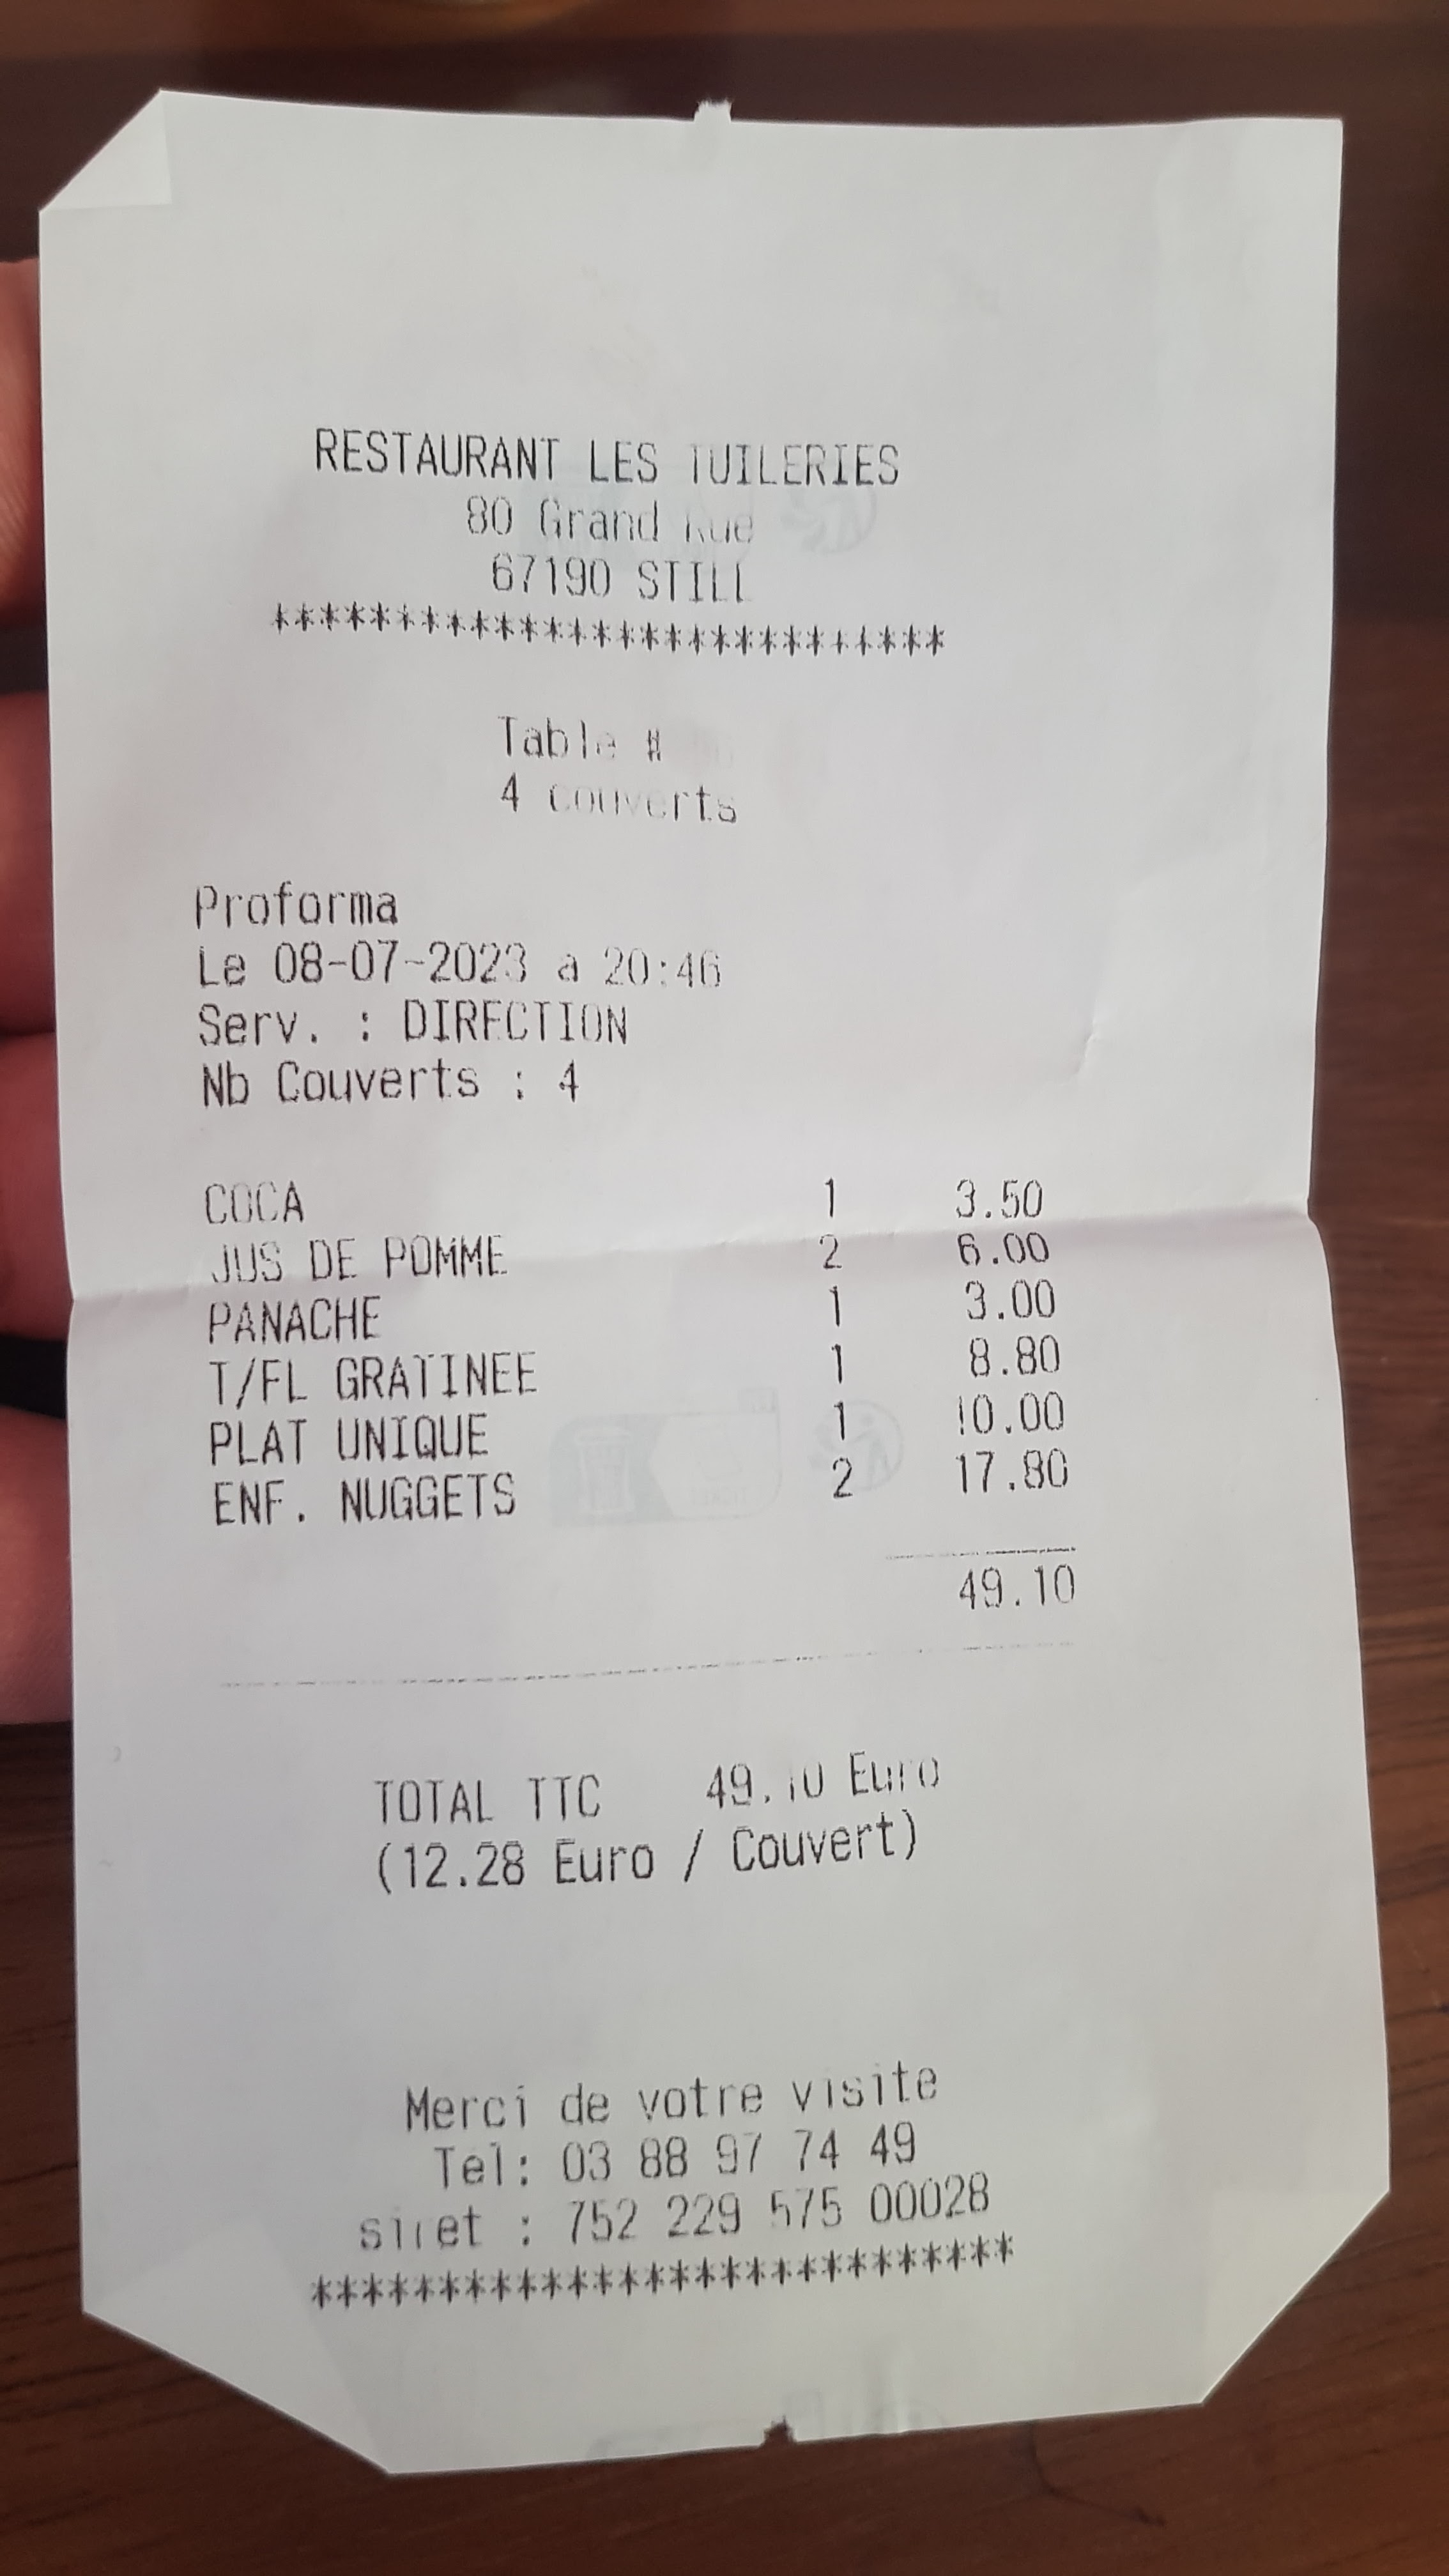 RESTAURANT LES TUILERIES
80 Grand Rue
67190 STILL
****************************
Table #
4 couverts
Proforma
Le 08-07-2023 a 20:46
Serv. : DIRECTION
Nb Couverts : 4
COCA 1 3.50
JUS DE POMME 2 6.00
PANACHE 1 3.00
T/FL GRATINEE 1 8.80
PLAT UNIQUE 1 10.00
ENF. NUGGETS 2 17.80
49.10
TOTAL TTC 49.10 Euro
(12.28 Euro / Couvert)
Merci de votre visite
Tel: 03 88 97 74 49
siret : 752 229 575 00028
****************************